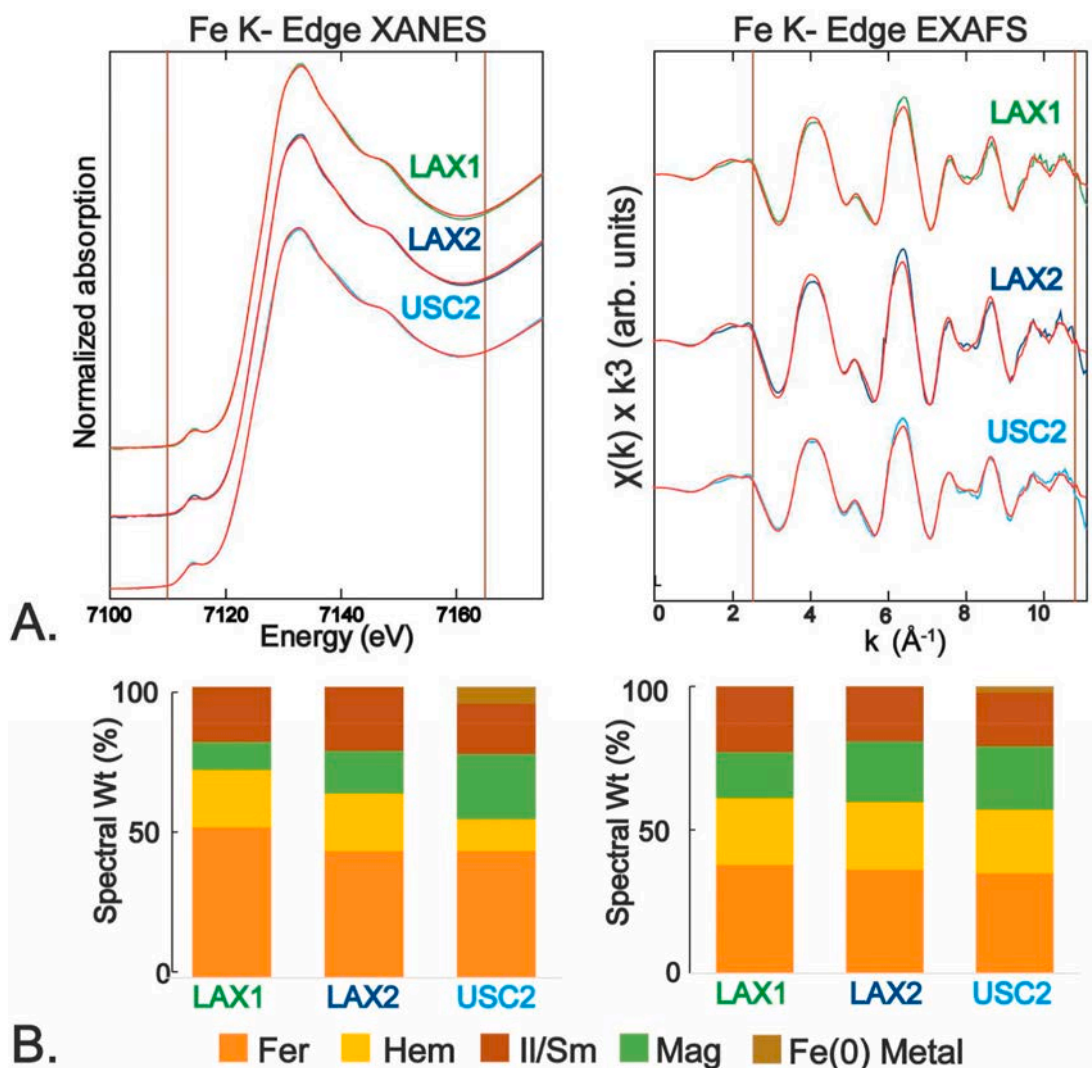 Fe K- Edge XANES
Normalized absorption
LAX1
LAX2
USC2
7100 7120 7140 7160
Energy (eV)
Fe K- Edge EXAFS
X(k) x k3 (arb. units)
LAX1
LAX2
USC2
0 2 4 6 8 10
k (Å⁻¹)
A.
Spectral Wt (%)
100
50
0
LAX1 LAX2 USC2
Spectral Wt (%)
100
50
0
LAX1 LAX2 USC2
B.
Fer Hem Il/Sm Mag Fe(0) Metal